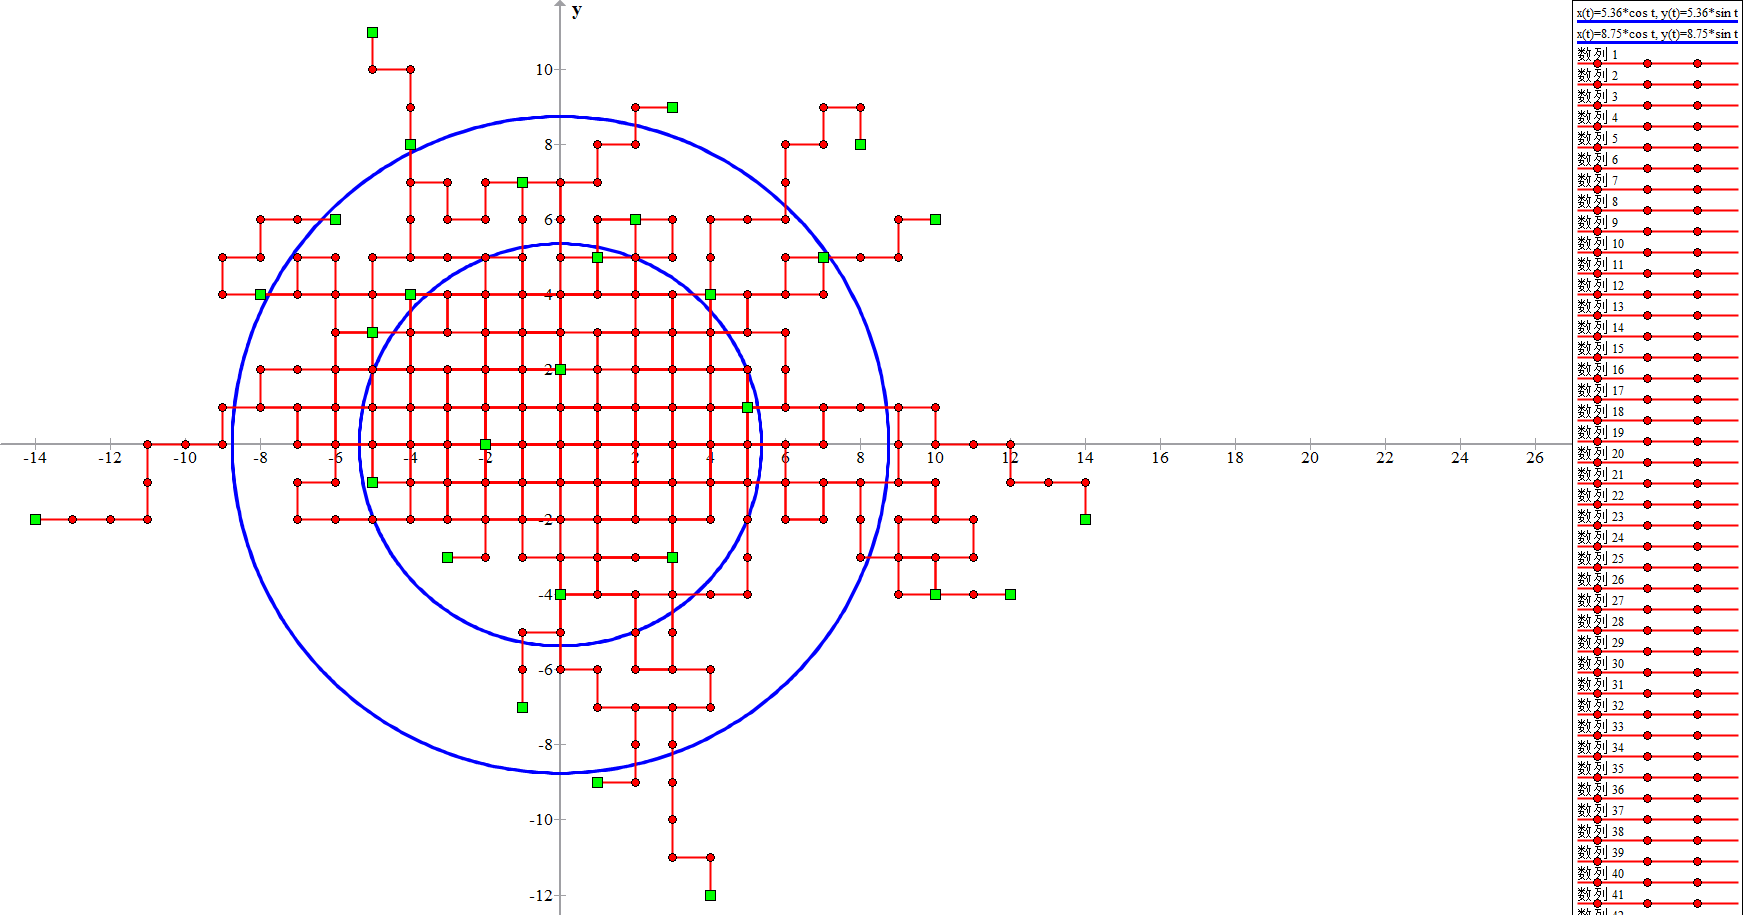 y
10
8
6
4
2
-14 -12 -10 -8 -6 -4 -2 2 4 6 8 10 12 14 16 18 20 22 24 26
-2
-4
-6
-8
-10
-12
x(t)=5.36*cos t, y(t)=5.36*sin t
x(t)=8.75*cos t, y(t)=8.75*sin t
数列 1
数列 2
数列 3
数列 4
数列 5
数列 6
数列 7
数列 8
数列 9
数列 10
数列 11
数列 12
数列 13
数列 14
数列 15
数列 16
数列 17
数列 18
数列 19
数列 20
数列 21
数列 22
数列 23
数列 24
数列 25
数列 26
数列 27
数列 28
数列 29
数列 30
数列 31
数列 32
数列 33
数列 34
数列 35
数列 36
数列 37
数列 38
数列 39
数列 40
数列 41